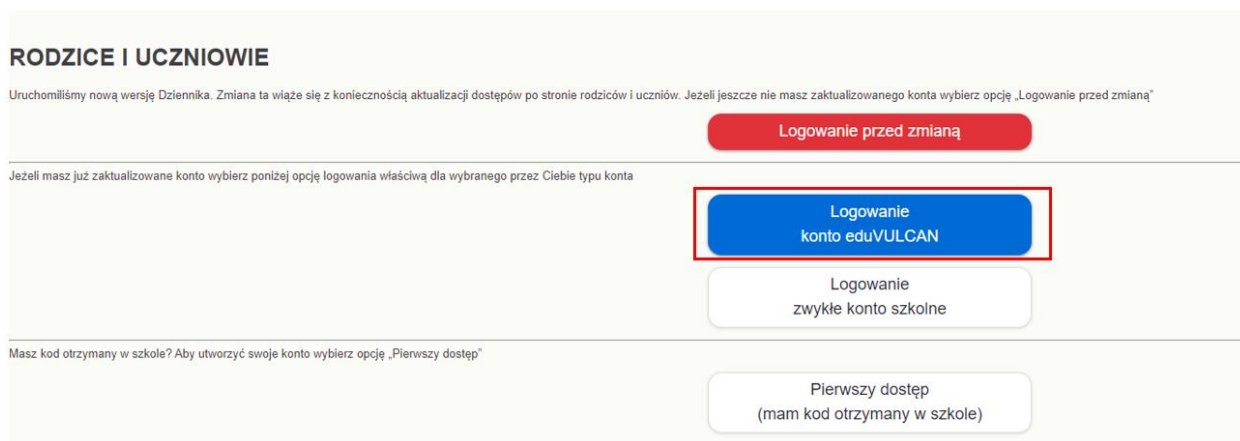 RODZICE I UCZNIOWIE
Uruchomiliśmy nową wersję Dziennika. Zmiana ta wiąże się z koniecznością aktualizacji dostępów po stronie rodziców i uczniów. Jeżeli jeszcze nie masz zaktualizowanego konta wybierz opcję „Logowanie przed zmianą”
Logowanie przed zmianą
Jeżeli masz już zaktualizowane konto wybierz poniżej opcję logowania właściwą dla wybranego przez Ciebie typu konta
Logowanie
konto eduVULCAN
Logowanie
zwykłe konto szkolne
Masz kod otrzymany w szkole? Aby utworzyć swoje konto wybierz opcję „Pierwszy dostęp”
Pierwszy dostęp
(mam kod otrzymany w szkole)